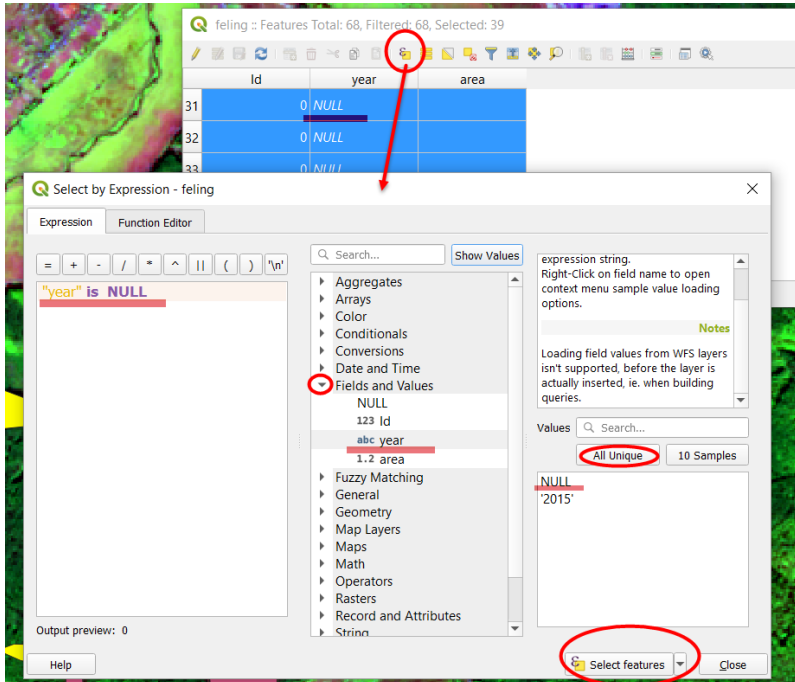 feling :: Features Total: 68, Filtered: 68, Selected: 39
Id year area
31 0 NULL
32 0 NULL
33 0 NULL
Select by Expression - feling
Expression Function Editor
= + - / * ^ || ( ) '\n'
"year" is NULL
Output preview: 0
Help
Search... Show Values
Aggregates
Arrays
Color
Conditionals
Conversions
Date and Time
Fields and Values
NULL
123 Id
abc year
1.2 area
Fuzzy Matching
General
Geometry
Map Layers
Maps
Math
Operators
Rasters
Record and Attributes
String
expression string.
Right-Click on field name to open
context menu sample value loading
options.
Notes
Loading field values from WFS layers
isn't supported, before the layer is
actually inserted, ie. when building
queries.
Values Search...
All Unique 10 Samples
NULL
'2015'
Select features Close